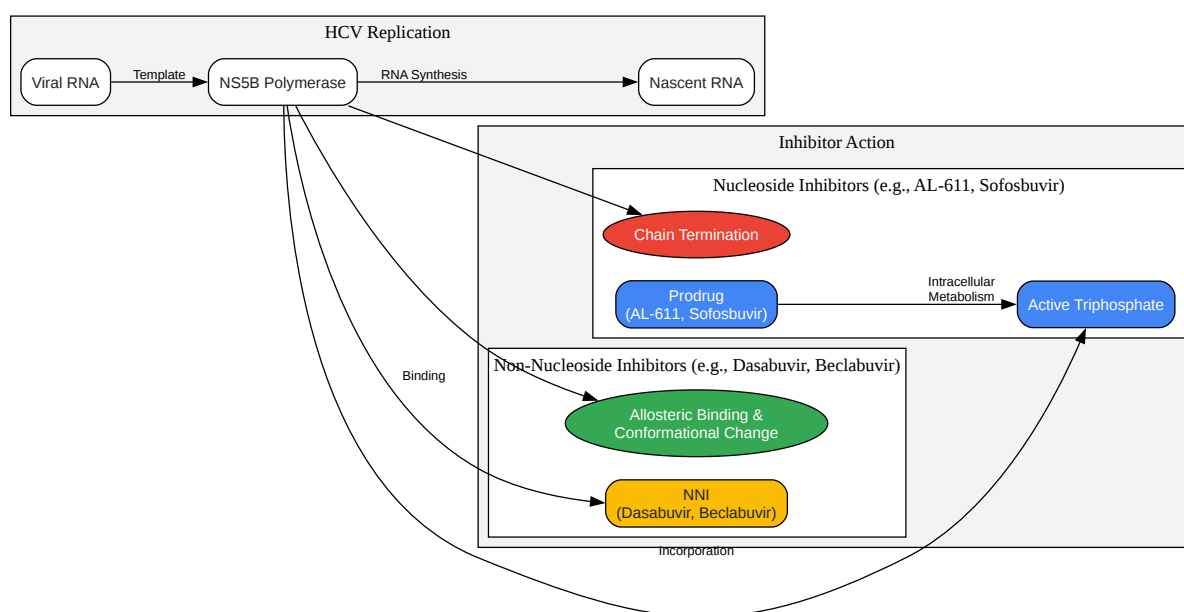 HCV Replication
Viral RNA
Template
NS5B Polymerase
RNA Synthesis
Nascent RNA
Inhibitor Action
Nucleoside Inhibitors (e.g., AL-611, Sofosbuvir)
Chain Termination
Prodrug
(AL-611, Sofosbuvir)
Intracellular
Metabolism
Active Triphosphate
Non-Nucleoside Inhibitors (e.g., Dasabuvir, Beclabuvir)
Binding
Allosteric Binding &
Conformational Change
NNI
(Dasabuvir, Beclabuvir)
Incorporation